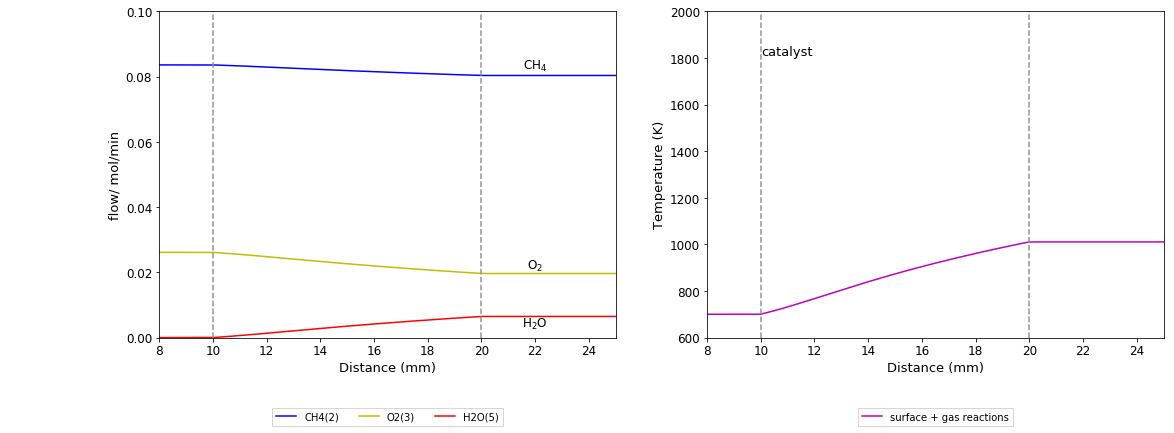 0.10
0.08
0.06
0.04
0.02
0.00
flow/ mol/min
CH₄
O₂
H₂O
8 10 12 14 16 18 20 22 24
Distance (mm)
CH4(2) O2(3) H2O(5)
2000
1800
1600
1400
1200
1000
800
600
Temperature (K)
catalyst
8 10 12 14 16 18 20 22 24
Distance (mm)
surface + gas reactions